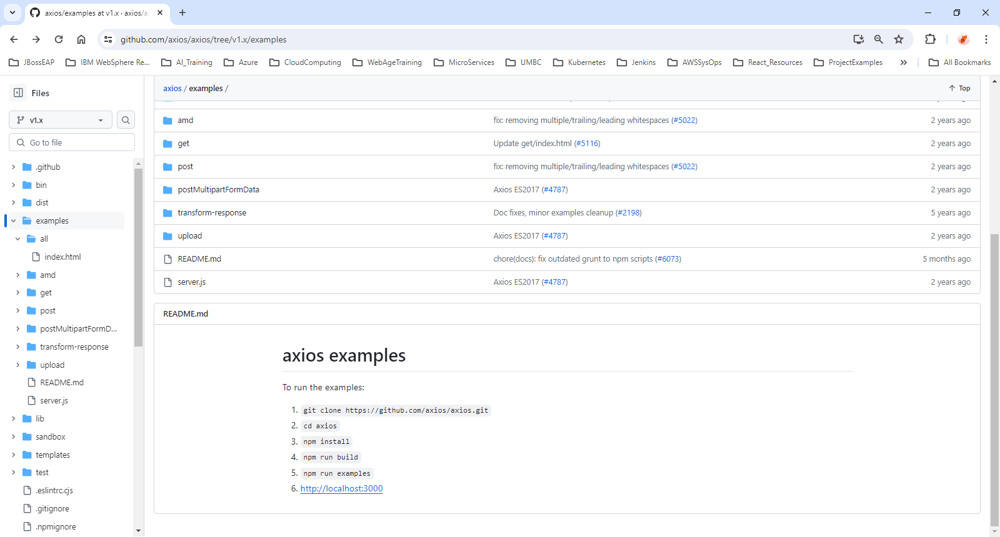 axios/examples at v1.x · axios/a
github.com/axios/axios/tree/v1.x/examples
JBossEAP
IBM WebSphere Re...
AI_Training
Azure
CloudComputing
WebAgeTraining
MicroServices
UMBC
Kubernetes
Jenkins
AWSSysOps
React_Resources
ProjectExamples
»
All Bookmarks
Files
v1.x
Go to file
.github
bin
dist
examples
all
index.html
amd
get
post
postMultipartFormD...
transform-response
upload
README.md
server.js
lib
sandbox
templates
test
.eslintrc.cjs
.gitignore
.npmignore
axios / examples /
Top
amd fix: removing multiple/trailing/leading whitespaces (#5022) 2 years ago
get Update get/index.html (#5116) 2 years ago
post fix: removing multiple/trailing/leading whitespaces (#5022) 2 years ago
postMultipartFormData Axios ES2017 (#4787) 2 years ago
transform-response Doc fixes, minor examples cleanup (#2198) 5 years ago
upload Axios ES2017 (#4787) 2 years ago
README.md chore(docs): fix outdated grunt to npm scripts (#6073) 5 months ago
server.js Axios ES2017 (#4787) 2 years ago
README.md
axios examples
To run the examples:
1. git clone https://github.com/axios/axios.git
2. cd axios
3. npm install
4. npm run build
5. npm run examples
6. http://localhost:3000